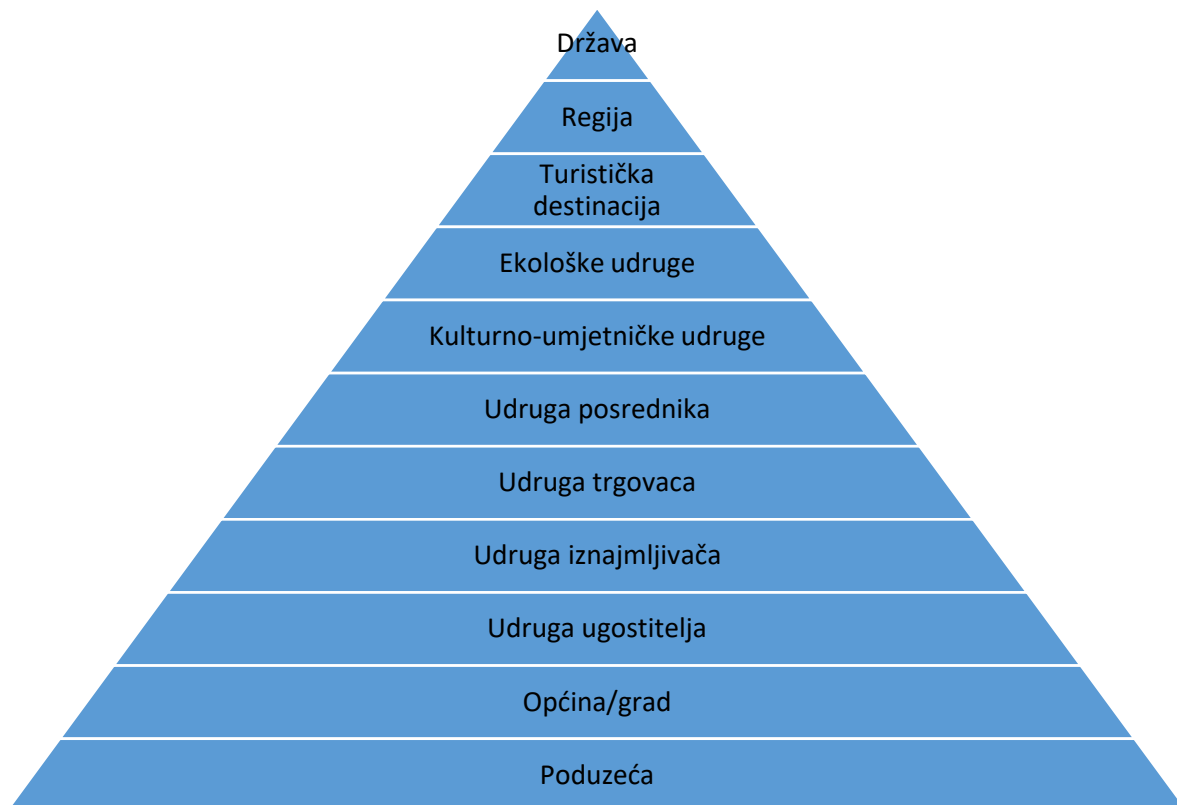 Država
Regija
Turistička
destinacija
Ekološke udruge
Kulturno-umjetničke udruge
Udruga posrednika
Udruga trgovaca
Udruga iznajmljivača
Udruga ugostitelja
Općina/grad
Poduzeća